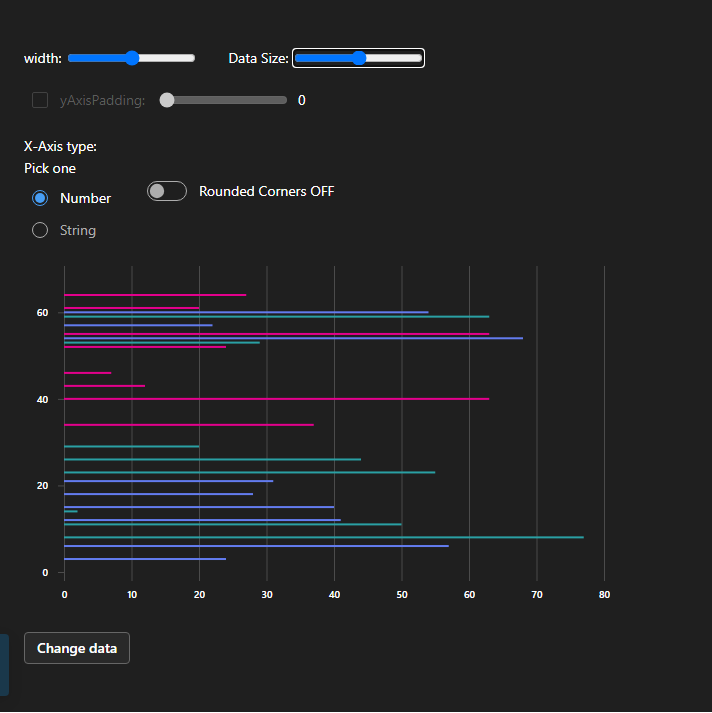 width: Data Size:
yAxisPadding: 0
X-Axis type:
Pick one
Number
Rounded Corners OFF
String
60
40
20
0
0 10 20 30 40 50 60 70 80
Change data